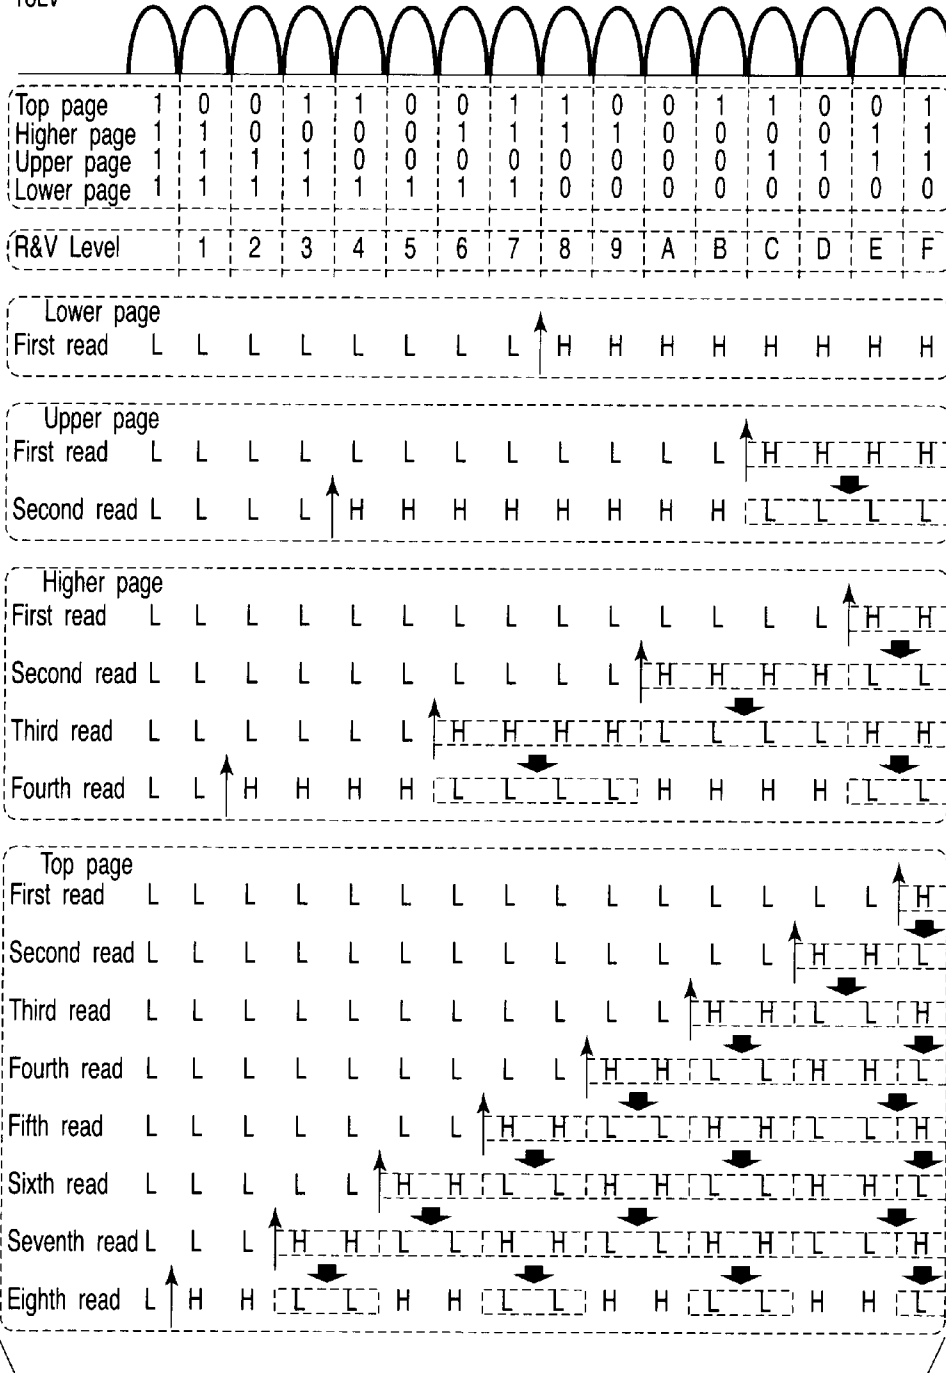 Top page 1 0 0 1 1 0 0 1 1 0 0 1 1 0 0 1
Higher page 1 1 0 0 0 0 1 1 1 1 0 0 0 0 1 1
Upper page 1 1 1 1 0 0 0 0 0 0 0 0 1 1 1 1
Lower page 1 1 1 1 1 1 1 1 0 0 0 0 0 0 0 0
R&V Level 1 2 3 4 5 6 7 8 9 A B C D E F
Lower page
First read L L L L L L L L H H H H H H H H
Upper page
First read L L L L L L L L L L L L H H H H
Second read L L L L H H H H H H H H L L L L
Higher page
First read L L L L L L L L L L L L L L H H
Second read L L L L L L L L L L H H H H L L
Third read L L L L L L H H H H L L L L H H
Fourth read L L H H H H L L L L H H H H L L
Top page
First read L L L L L L L L L L L L L L L H
Second read L L L L L L L L L L L L L H H L
Third read L L L L L L L L L L L H H L L H
Fourth read L L L L L L L L L H H L L H H L
Fifth read L L L L L L L H H L L H H L L H
Sixth read L L L L L H H L L H H L L H H L
Seventh read L L L H H L L H H L L H H L L H
Eighth read L H H L L H H L L H H L L H H L